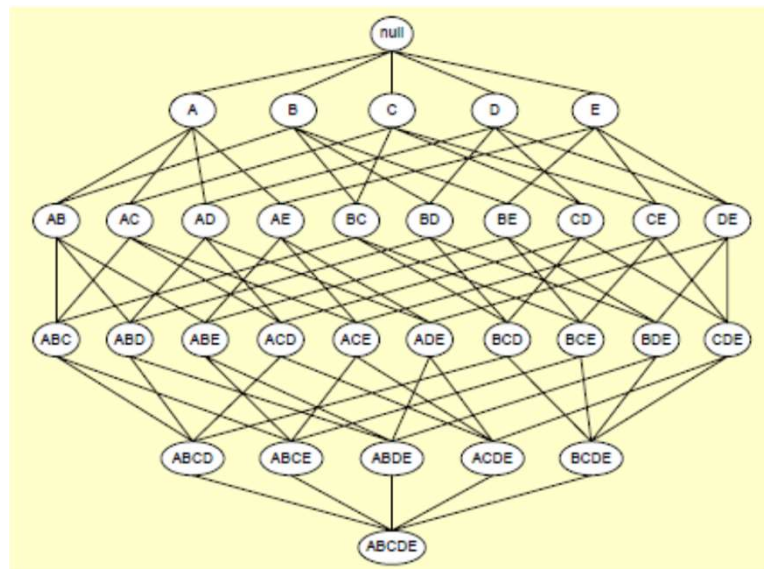 null
A B C D E
AB AC AD AE BC BD BE CD CE DE
ABC ABD ABE ACD ACE ADE BCD BCE BDE CDE
ABCD ABCE ABDE ACDE BCDE
ABCDE